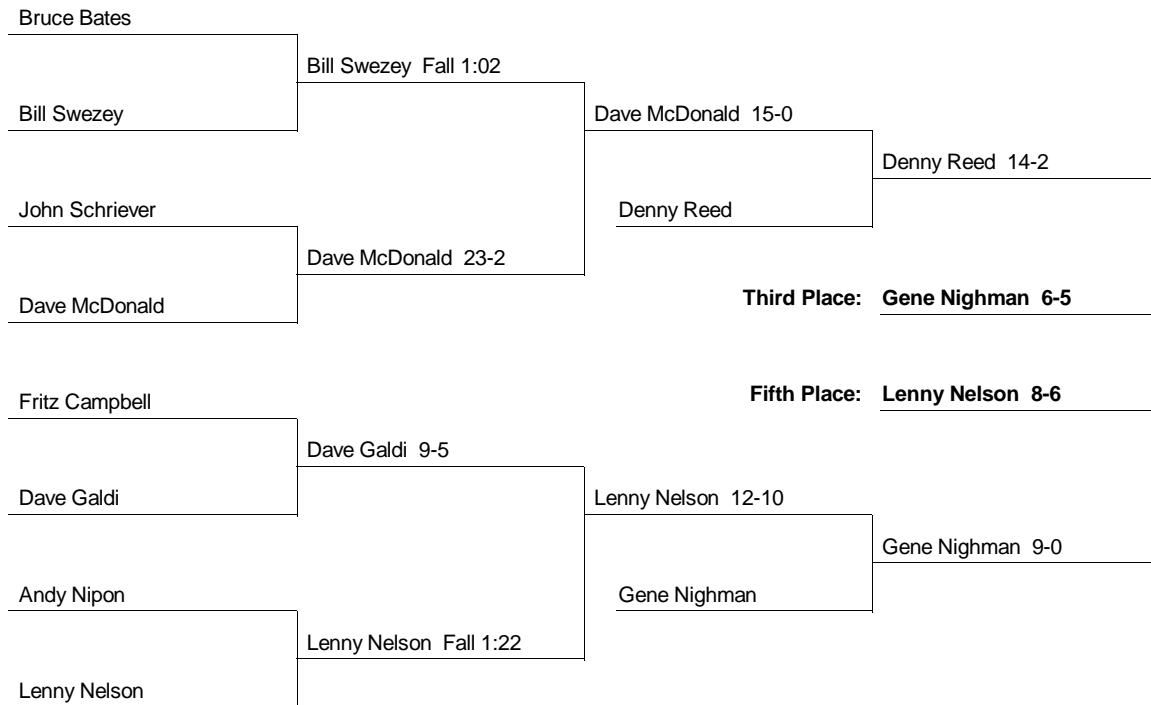 Bruce Bates
Bill Swezey Fall 1:02
Bill Swezey
Dave McDonald 15-0
Denny Reed 14-2
John Schriever
Denny Reed
Dave McDonald 23-2
Dave McDonald
Third Place: Gene Nighman 6-5
Fritz Campbell
Fifth Place: Lenny Nelson 8-6
Dave Galdi 9-5
Dave Galdi
Lenny Nelson 12-10
Gene Nighman 9-0
Andy Nipon
Gene Nighman
Lenny Nelson Fall 1:22
Lenny Nelson